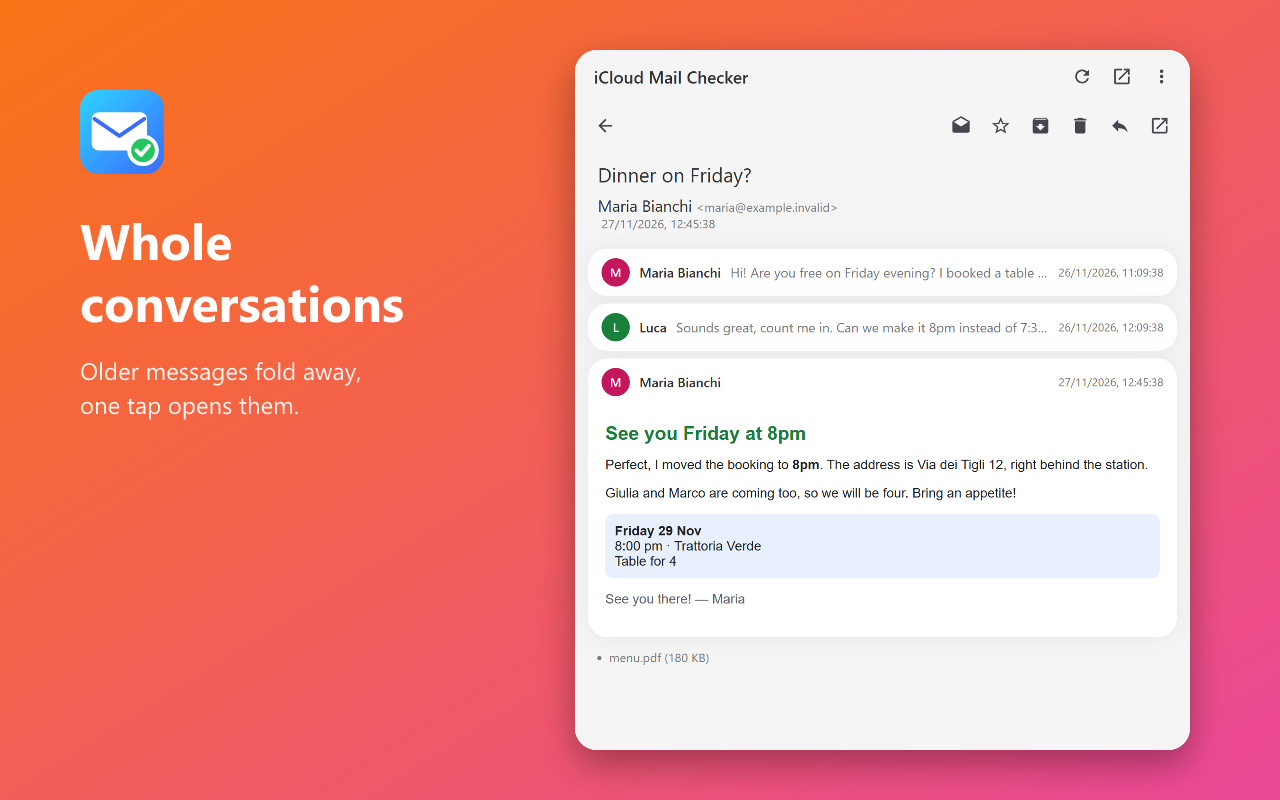 Whole
conversations
Older messages fold away,
one tap opens them.
iCloud Mail Checker
Dinner on Friday?
Maria Bianchi <maria@example.invalid>
27/11/2026, 12:45:38
M Maria Bianchi Hi! Are you free on Friday evening? I booked a table ... 26/11/2026, 11:09:38
L Luca Sounds great, count me in. Can we make it 8pm instead of 7:3... 26/11/2026, 12:09:38
M Maria Bianchi 27/11/2026, 12:45:38
See you Friday at 8pm
Perfect, I moved the booking to 8pm. The address is Via dei Tigli 12, right behind the station.
Giulia and Marco are coming too, so we will be four. Bring an appetite!
Friday 29 Nov
8:00 pm · Trattoria Verde
Table for 4
See you there! — Maria
• menu.pdf (180 KB)